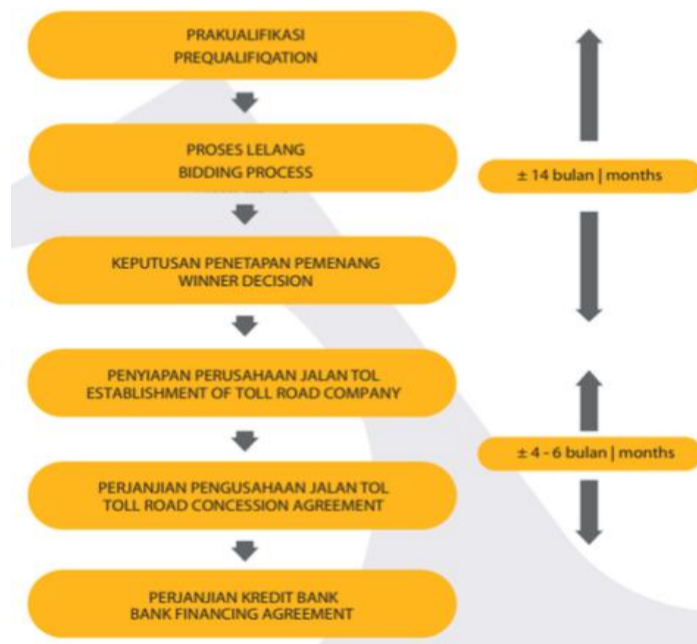 PRAKUALIFIKASI
PREQUALIFIQATION
PROSES LELANG
BIDDING PROCESS
± 14 bulan | months
KEPUTUSAN PENETAPAN PEMENANG
WINNER DECISION
PENYIAPAN PERUSAHAAN JALAN TOL
ESTABLISHMENT OF TOLL ROAD COMPANY
± 4 - 6 bulan | months
PERJANJIAN PENGUSAHAAN JALAN TOL
TOLL ROAD CONCESSION AGREEMENT
PERJANJIAN KREDIT BANK
BANK FINANCING AGREEMENT